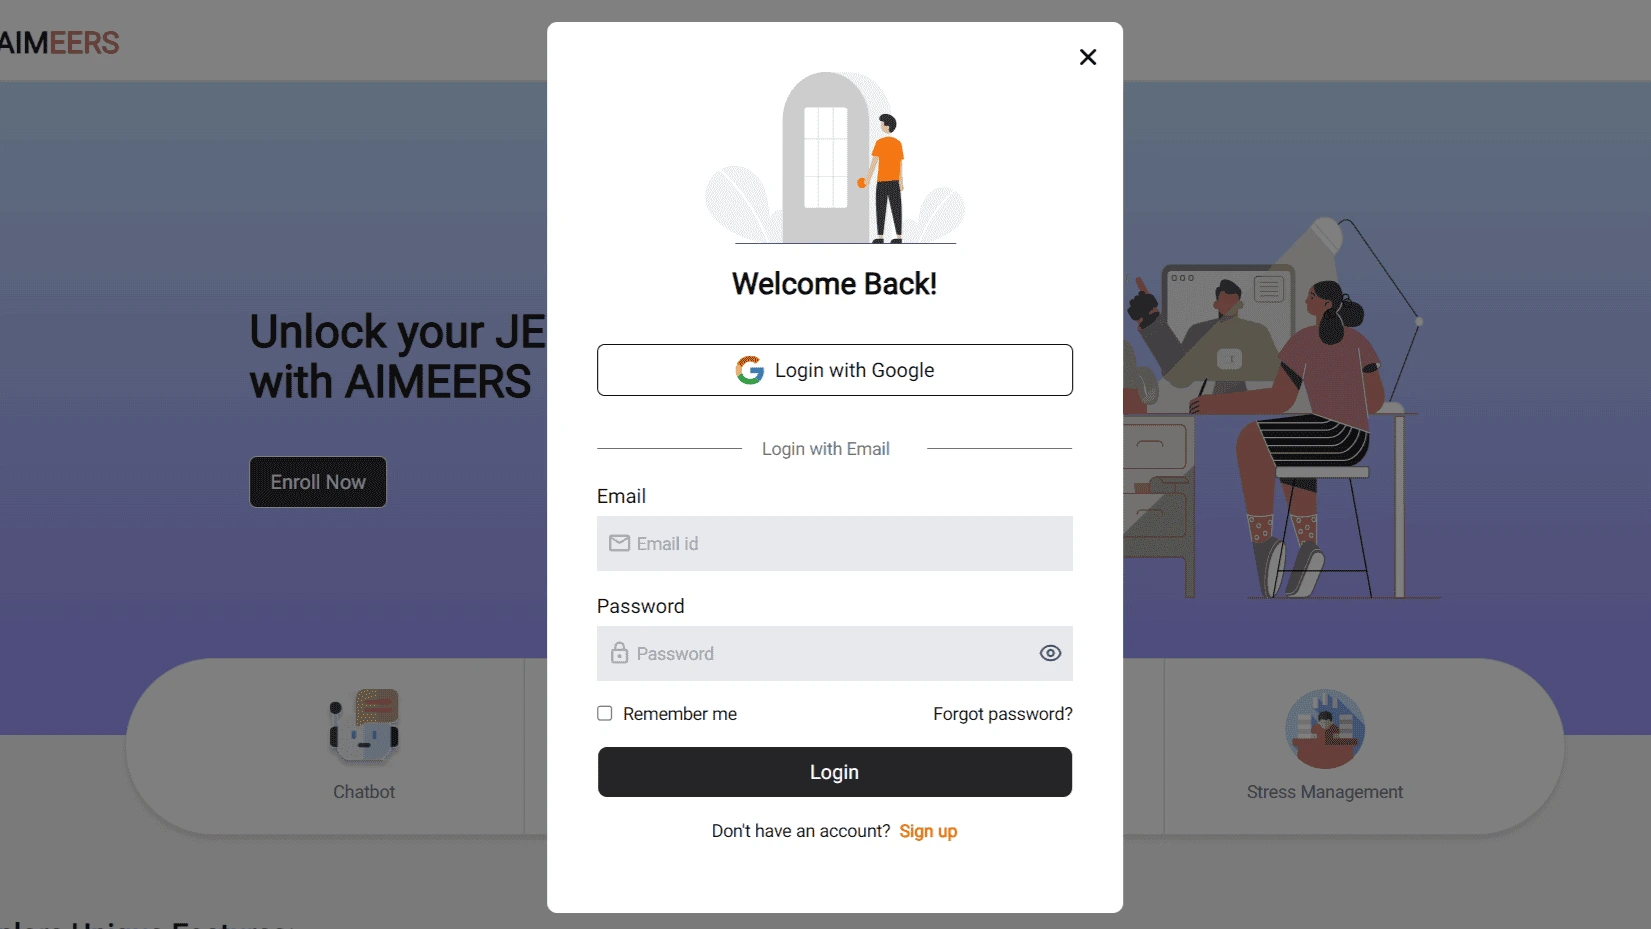 AIMEERS
Unlock your JE
with AIMEERS
Enroll Now
Chatbot
Welcome Back!
Login with Google
Login with Email
Email
Email id
Password
Password
Remember me
Forgot password?
Login
Don't have an account? Sign up
Stress Management